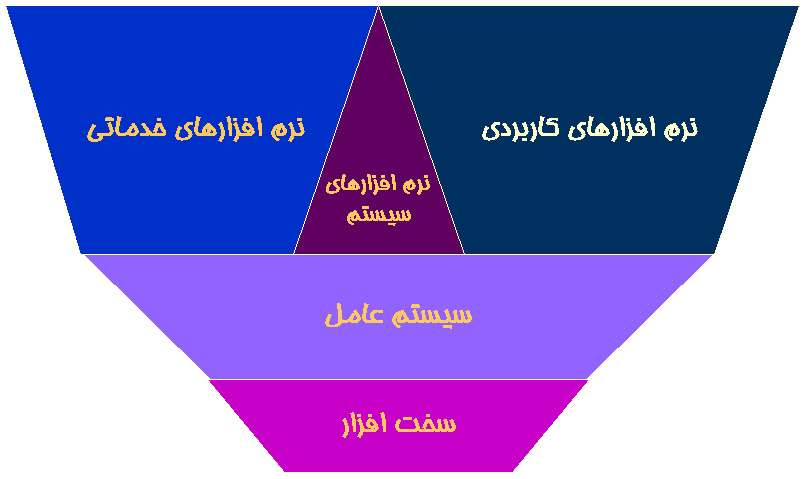 نرم افزارهای کاربردی
نرم افزارهای خدماتی
نرم افزارهای
سیستم
سیستم عامل
سخت افزار